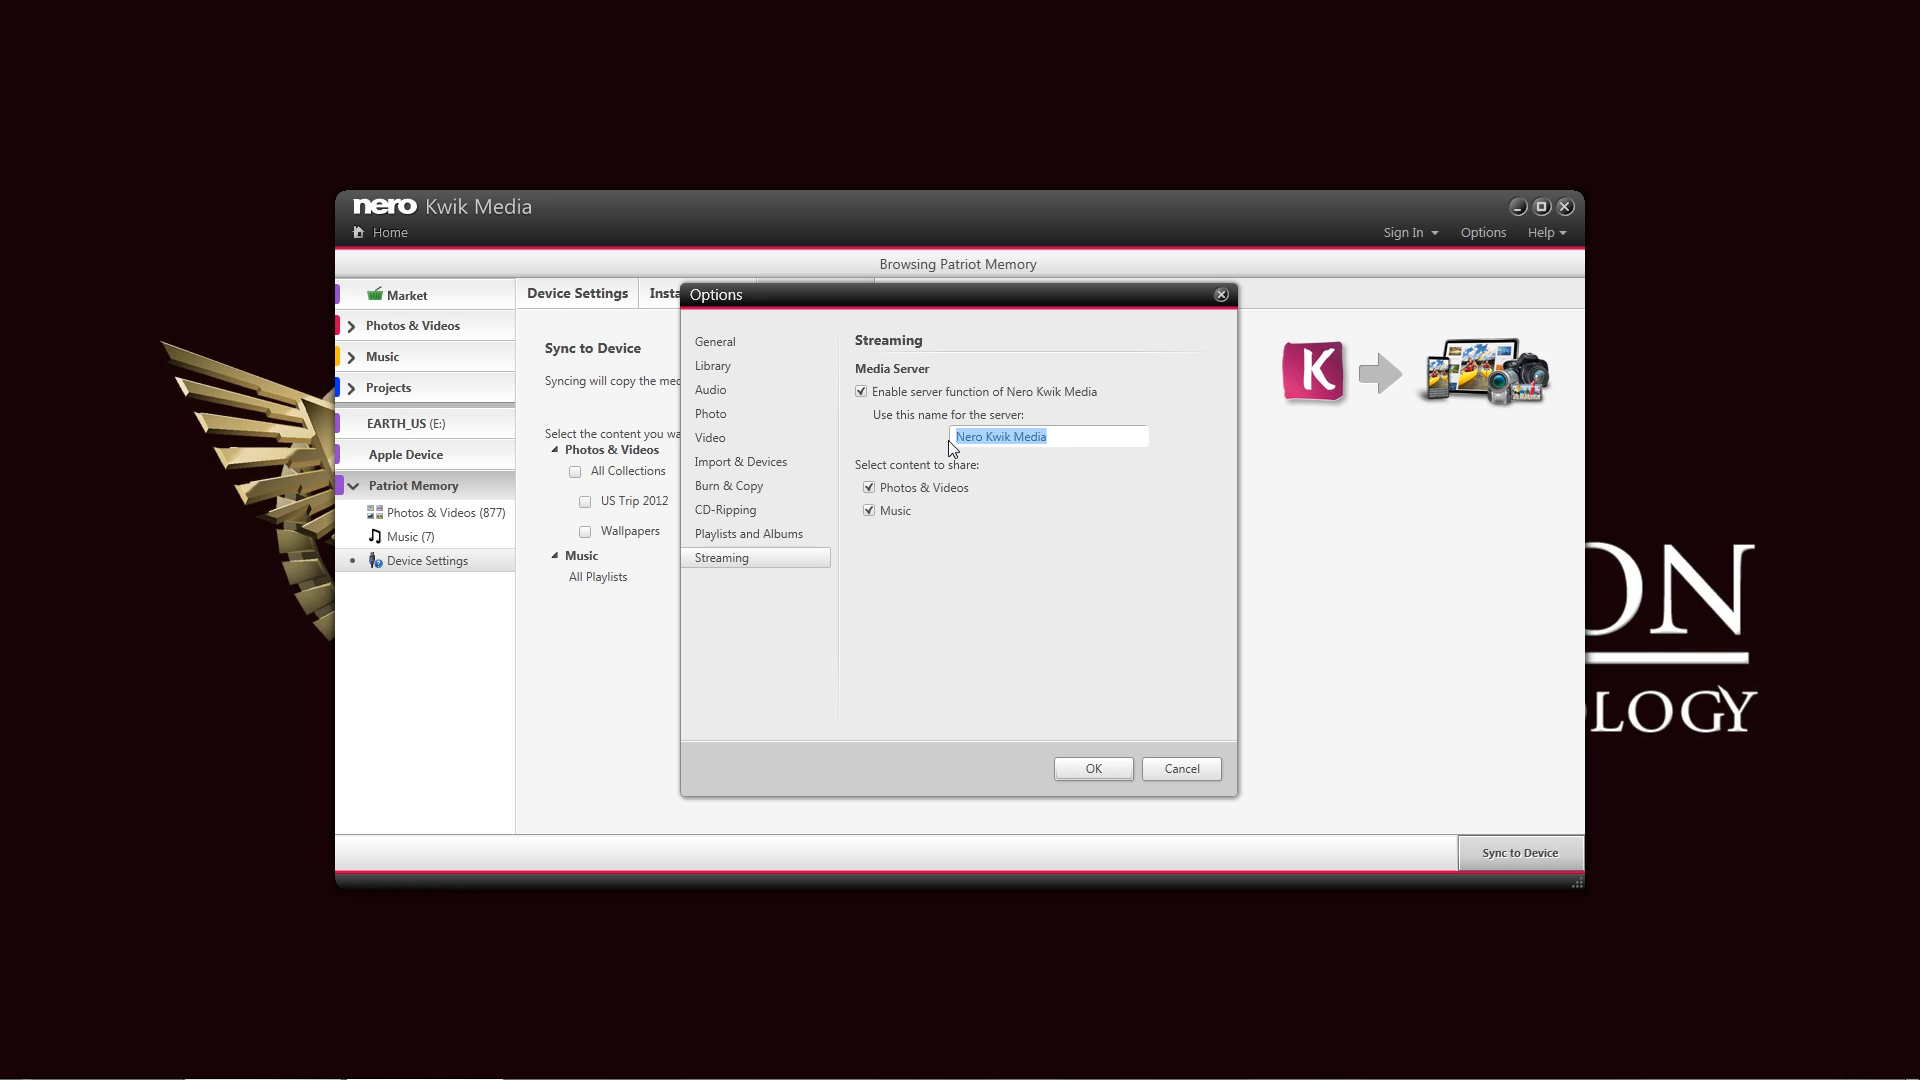 nero Kwik Media
Home
Sign In
Options
Help
Browsing Patriot Memory
Market
Photos & Videos
Music
Projects
EARTH_US (E:)
Apple Device
Patriot Memory
Photos & Videos (877)
Music (7)
Device Settings
Device Settings
Insta
Sync to Device
Syncing will copy the med
Select the content you wa
Photos & Videos
All Collections
US Trip 2012
Wallpapers
Music
All Playlists
Options
General
Library
Audio
Photo
Video
Import & Devices
Burn & Copy
CD-Ripping
Playlists and Albums
Streaming
Streaming
Media Server
Enable server function of Nero Kwik Media
Use this name for the server:
Nero Kwik Media
Select content to share:
Photos & Videos
Music
OK
Cancel
K
Sync to Device
ON
LOGY